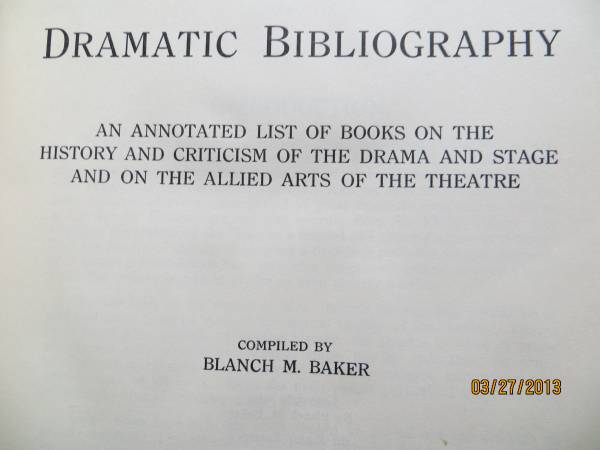 DRAMATIC BIBLIOGRAPHY
AN ANNOTATED LIST OF BOOKS ON THE
HISTORY AND CRITICISM OF THE DRAMA AND STAGE
AND ON THE ALLIED ARTS OF THE THEATRE
COMPILED BY
BLANCH M. BAKER
03/27/2013